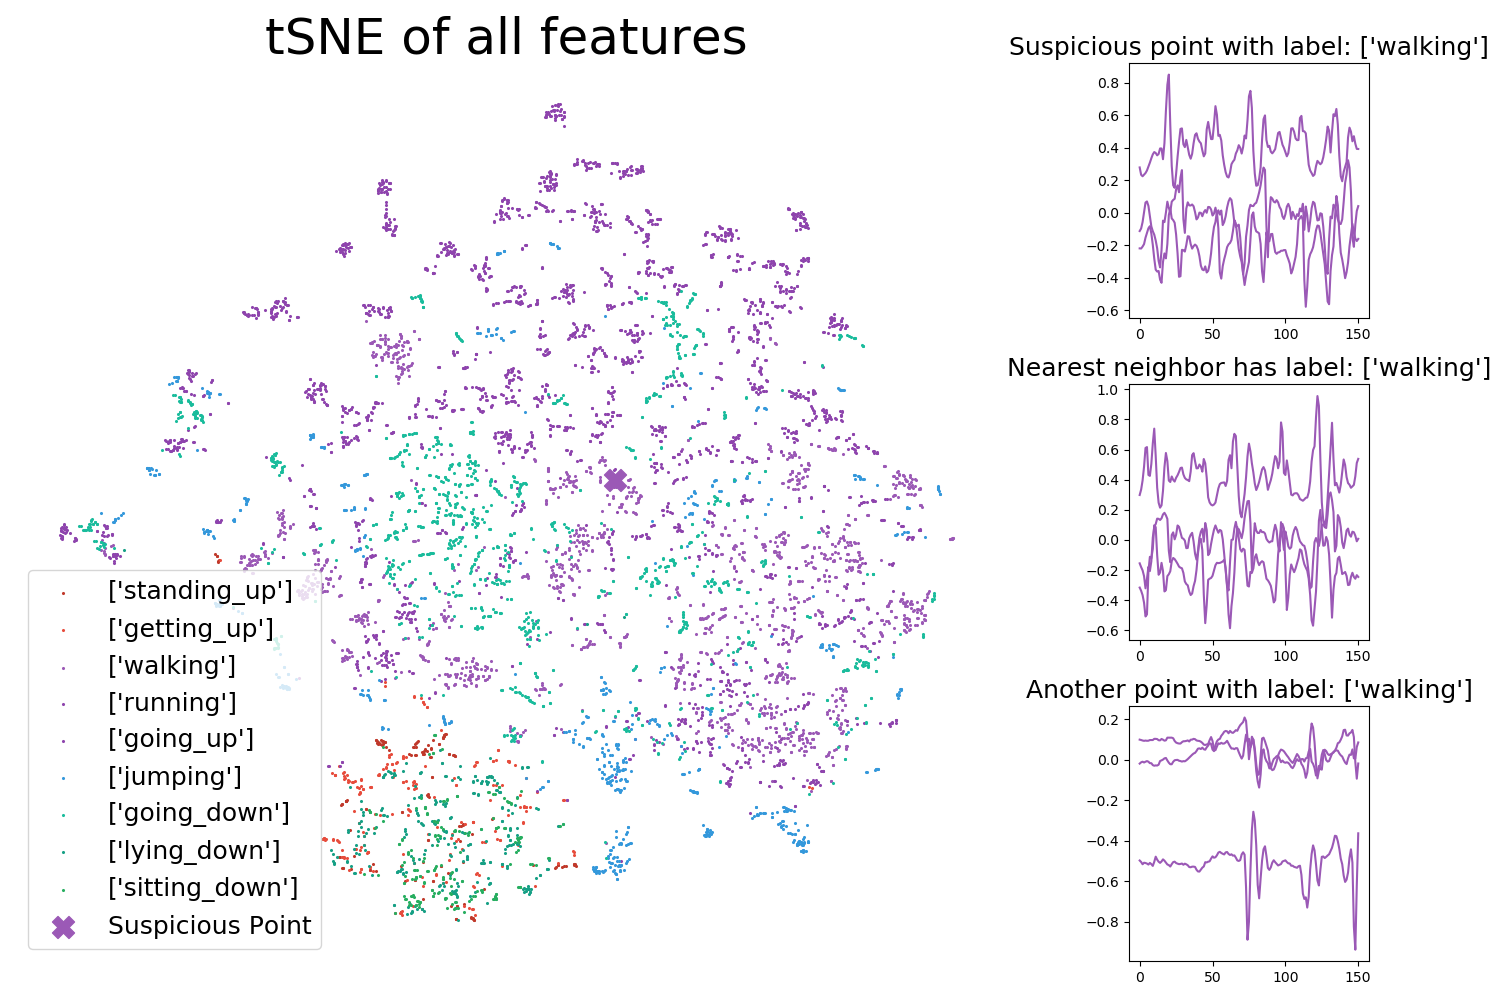 tSNE of all features
['standing_up']
['getting_up']
['walking']
['running']
['going_up']
['jumping']
['going_down']
['lying_down']
['sitting_down']
Suspicious Point
Suspicious point with label: ['walking']
0.8
0.6
0.4
0.2
0.0
−0.2
−0.4
−0.6
0 50 100 150
Nearest neighbor has label: ['walking']
1.0
0.8
0.6
0.4
0.2
0.0
−0.2
−0.4
−0.6
0 50 100 150
Another point with label: ['walking']
0.2
0.0
−0.2
−0.4
−0.6
−0.8
0 50 100 150